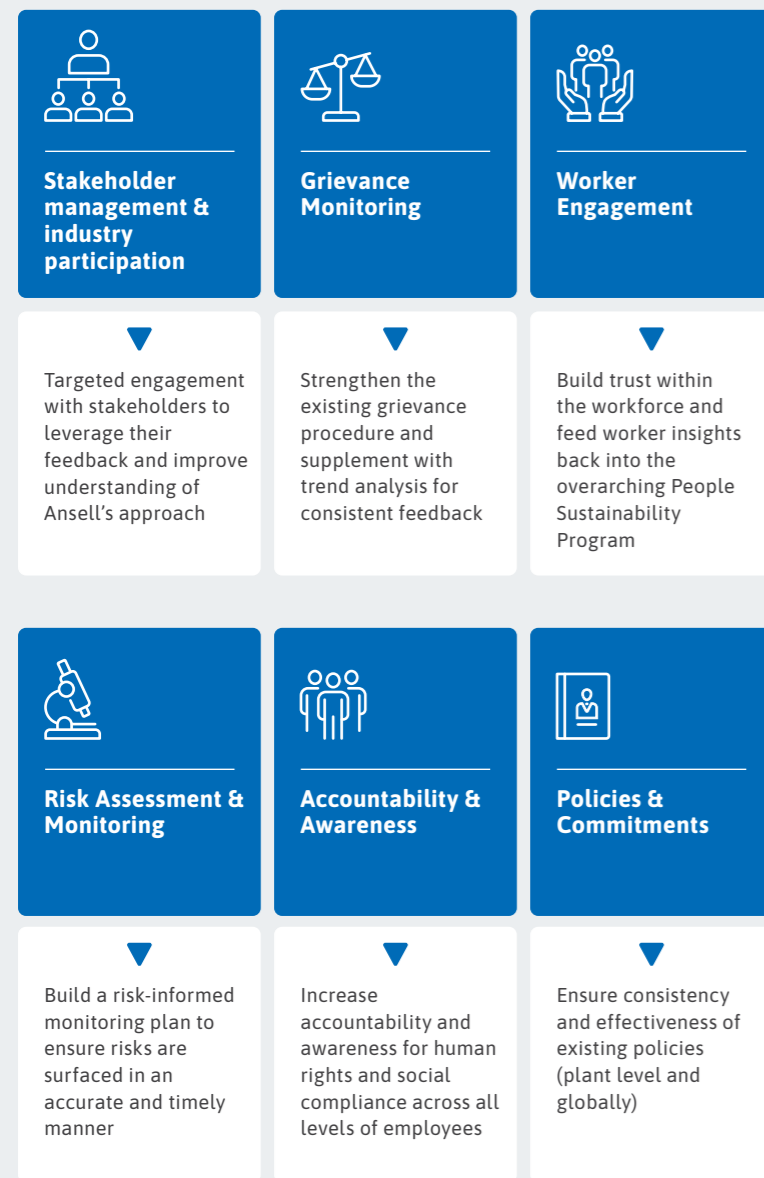 Stakeholder
management &
industry
participation
Grievance
Monitoring
Worker
Engagement
Targeted engagement
with stakeholders to
leverage their
feedback and improve
understanding of
Ansell’s approach
Strengthen the
existing grievance
procedure and
supplement with
trend analysis for
consistent feedback
Build trust within
the workforce and
feed worker insights
back into the
overarching People
Sustainability
Program
Risk Assessment &
Monitoring
Accountability &
Awareness
Policies &
Commitments
Build a risk-informed
monitoring plan to
ensure risks are
surfaced in an
accurate and timely
manner
Increase
accountability and
awareness for human
rights and social
compliance across all
levels of employees
Ensure consistency
and effectiveness of
existing policies
(plant level and
globally)